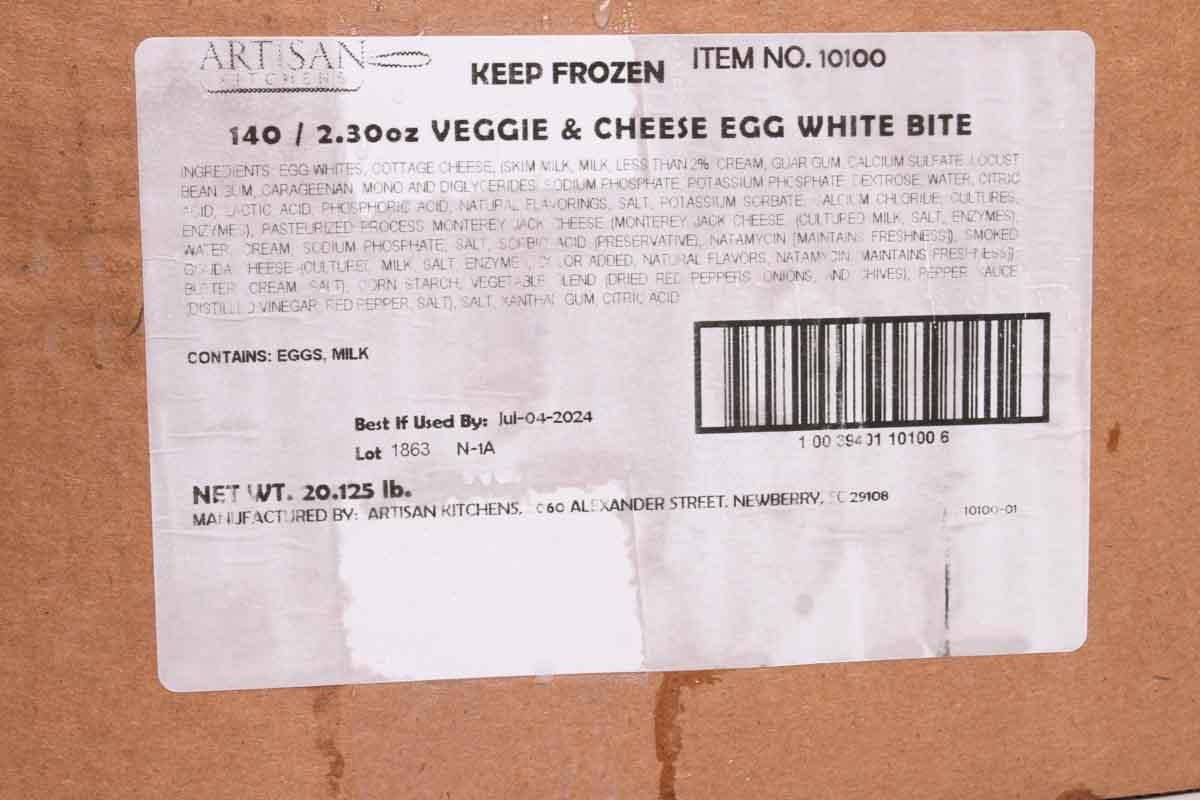 ARTISAN
KITCHENS
KEEP FROZEN
ITEM NO. 10100
140 / 2.30oz VEGGIE & CHEESE EGG WHITE BITE
INGREDIENTS: EGG WHITES, COTTAGE CHEESE, (SKIM MILK, MILK, LESS THAN 2% CREAM, GUAR GUM, CALCIUM SULFATE, LOCUST
BEAN GUM, CARAGEENAN, MONO AND DIGLYCERIDES, SODIUM PHOSPHATE, POTASSIUM PHOSPHATE, DEXTROSE, WATER, CITRIC
ACID, LACTIC ACID, PHOSPHORIC ACID, NATURAL FLAVORINGS, SALT, POTASSIUM SORBATE, CALCIUM CHLORIDE, CULTURES,
ENZYMES), PASTEURIZED PROCESS MONTEREY JACK CHEESE (MONTEREY JACK CHEESE, (CULTURED MILK, SALT, ENZYMES),
WATER, CREAM, SODIUM PHOSPHATE, SALT, SORBIC ACID (PRESERVATIVE), NATAMYCIN [MAINTAINS FRESHNESS]), SMOKED
GOUDA CHEESE (CULTURED MILK, SALT, ENZYMES, COLOR ADDED, NATURAL FLAVORS, NATAMYCIN, MAINTAINS FRESHNESS))
BUTTER (CREAM, SALT), CORN STARCH, VEGETABLE BLEND (DRIED RED PEPPERS, ONIONS, AND CHIVES), PEPPER SAUCE
(DISTILLED VINEGAR, RED PEPPER, SALT), SALT, XANTHAN GUM, CITRIC ACID
CONTAINS: EGGS, MILK
Best If Used By: Jul-04-2024
Lot 1863 N-1A
1 00 39401 10100 6
NET WT. 20.125 lb.
MANUFACTURED BY: ARTISAN KITCHENS, ALEXANDER STREET, NEWBERRY, SC 29108
10100-01